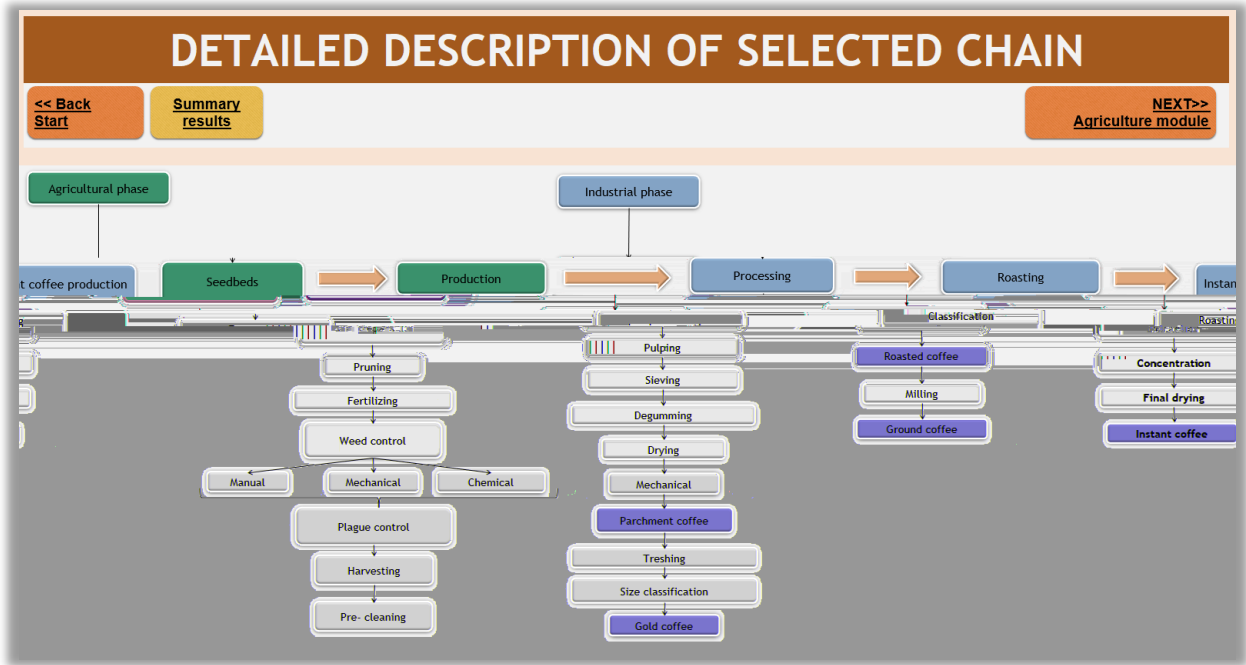 DETAILED DESCRIPTION OF SELECTED CHAIN
<< Back
Start
Summary
results
NEXT>>
Agriculture module
Agricultural phase
Industrial phase
coffee production
Seedbeds
Production
Processing
Roasting
Classification
Pulping
Roasted coffee
Concentration
Pruning
Sieving
Milling
Final drying
Fertilizing
Degumming
Ground coffee
Instant coffee
Weed control
Drying
Manual
Mechanical
Chemical
Mechanical
Plague control
Parchment coffee
Harvesting
Treshing
Size classification
Pre- cleaning
Gold coffee